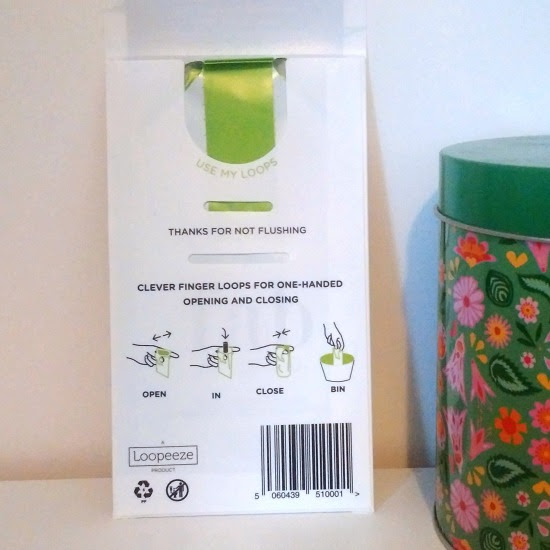 USE MY LOOPS
THANKS FOR NOT FLUSHING
CLEVER FINGER LOOPS FOR ONE-HANDED
OPENING AND CLOSING
OPEN IN CLOSE BIN
A
Loopeeze
PRODUCT
PP
5 060439 510001 >